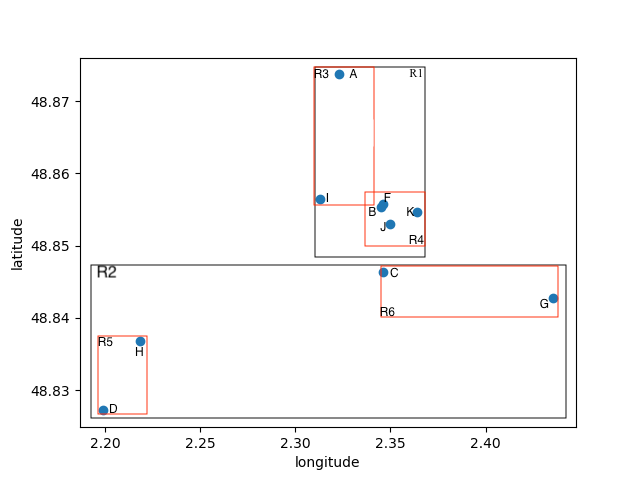 48.87
48.86
48.85
48.84
48.83
latitude
R3
A
R1
I
F
B
K
J
R4
R2
C
G
R6
R5
H
D
2.20
2.25
2.30
2.35
2.40
longitude